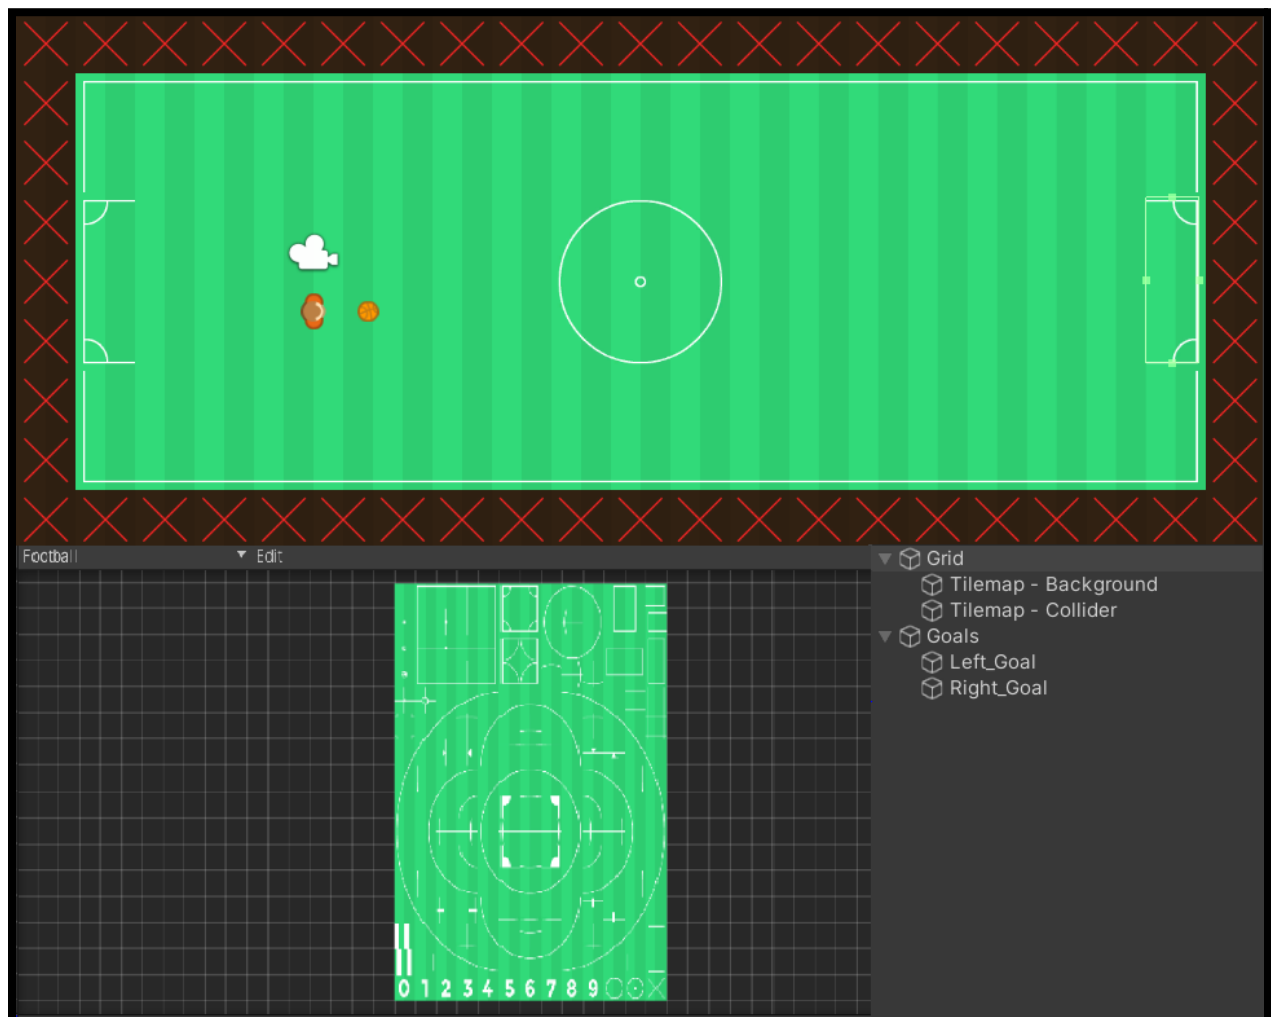 Football Edit
Grid
Tilemap - Background
Tilemap - Collider
Goals
Left_Goal
Right_Goal
0 1 2 3 4 5 6 7 8 9